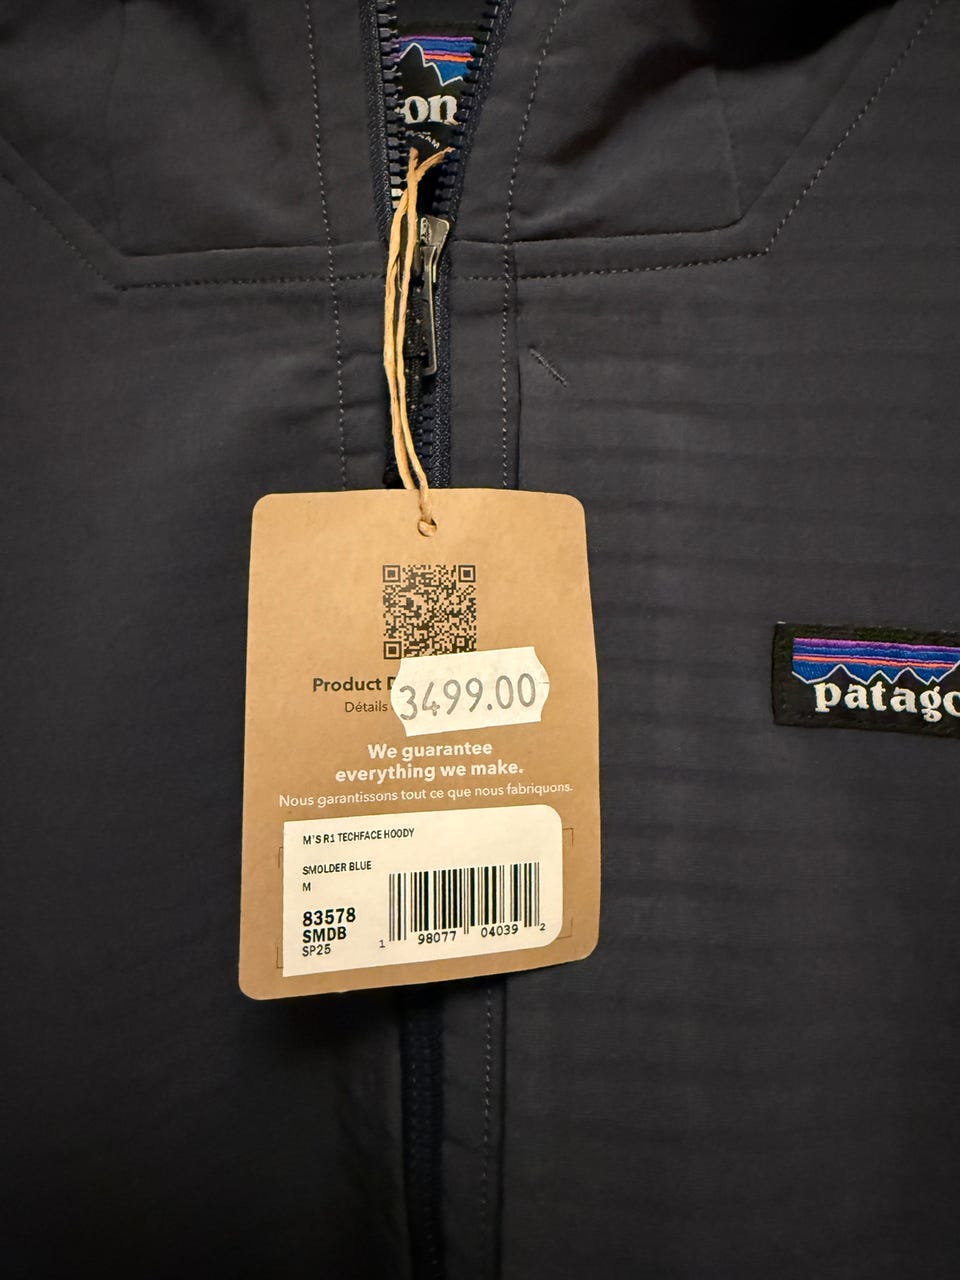 on
Product
3499.00
Détails
We guarantee
everything we make.
Nous garantissons tout ce que nous fabriquons.
M'S R1 TECHFACE HOODY
SMOLDER BLUE
M
83578
SMDB
SP25
1 98077 04039 2
patago